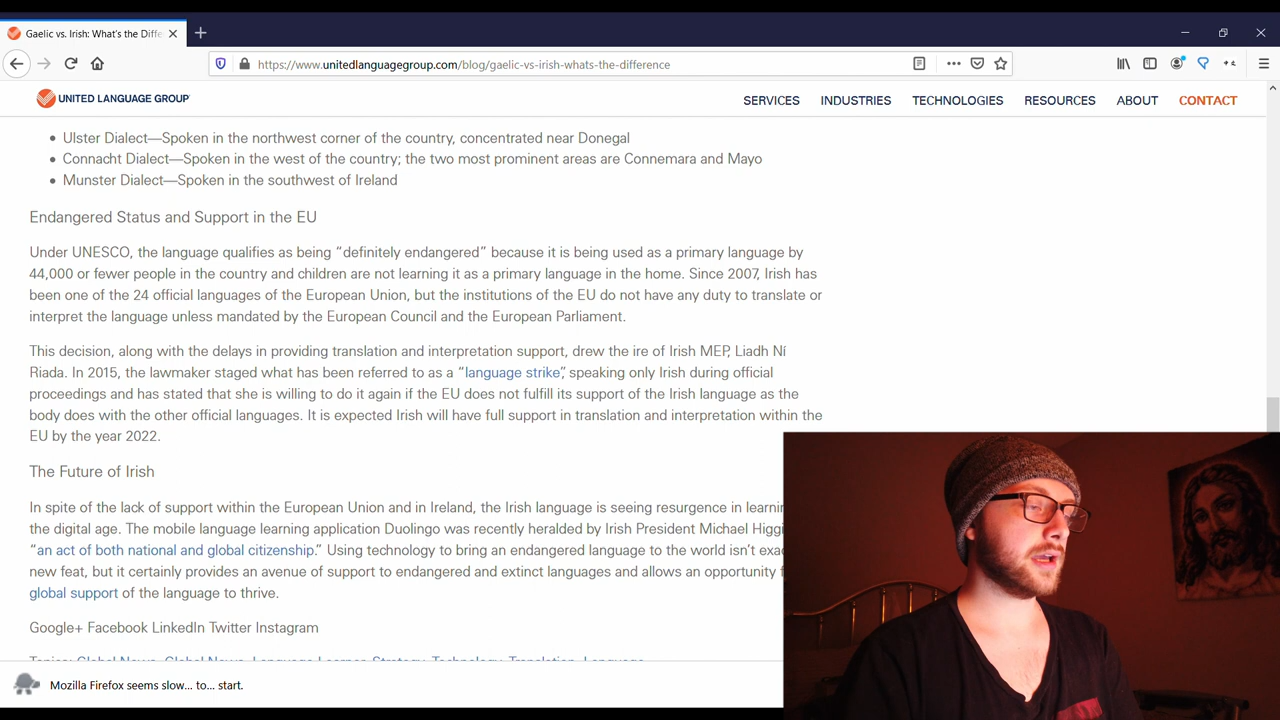 Gaelic vs. Irish: What's the Diffe
https://www.unitedlanguagegroup.com/blog/gaelic-vs-irish-whats-the-difference
UNITED LANGUAGE GROUP
SERVICES INDUSTRIES TECHNOLOGIES RESOURCES ABOUT CONTACT
• Ulster Dialect—Spoken in the northwest corner of the country, concentrated near Donegal
• Connacht Dialect—Spoken in the west of the country; the two most prominent areas are Connemara and Mayo
• Munster Dialect—Spoken in the southwest of Ireland
Endangered Status and Support in the EU
Under UNESCO, the language qualifies as being “definitely endangered” because it is being used as a primary language by
44,000 or fewer people in the country and children are not learning it as a primary language in the home. Since 2007, Irish has
been one of the 24 official languages of the European Union, but the institutions of the EU do not have any duty to translate or
interpret the language unless mandated by the European Council and the European Parliament.
This decision, along with the delays in providing translation and interpretation support, drew the ire of Irish MEP, Liadh Ní
Riada. In 2015, the lawmaker staged what has been referred to as a “language strike”, speaking only Irish during official
proceedings and has stated that she is willing to do it again if the EU does not fulfill its support of the Irish language as the
body does with the other official languages. It is expected Irish will have full support in translation and interpretation within the
EU by the year 2022.
The Future of Irish
In spite of the lack of support within the European Union and in Ireland, the Irish language is seeing resurgence in learnin
the digital age. The mobile language learning application Duolingo was recently heralded by Irish President Michael Higgi
“an act of both national and global citizenship.” Using technology to bring an endangered language to the world isn’t exac
new feat, but it certainly provides an avenue of support to endangered and extinct languages and allows an opportunity f
global support of the language to thrive.
Google+ Facebook LinkedIn Twitter Instagram
Topics: Global News, Global News, Language Learner, Strategy, Technology, Translation, Language
Mozilla Firefox seems slow... to... start.